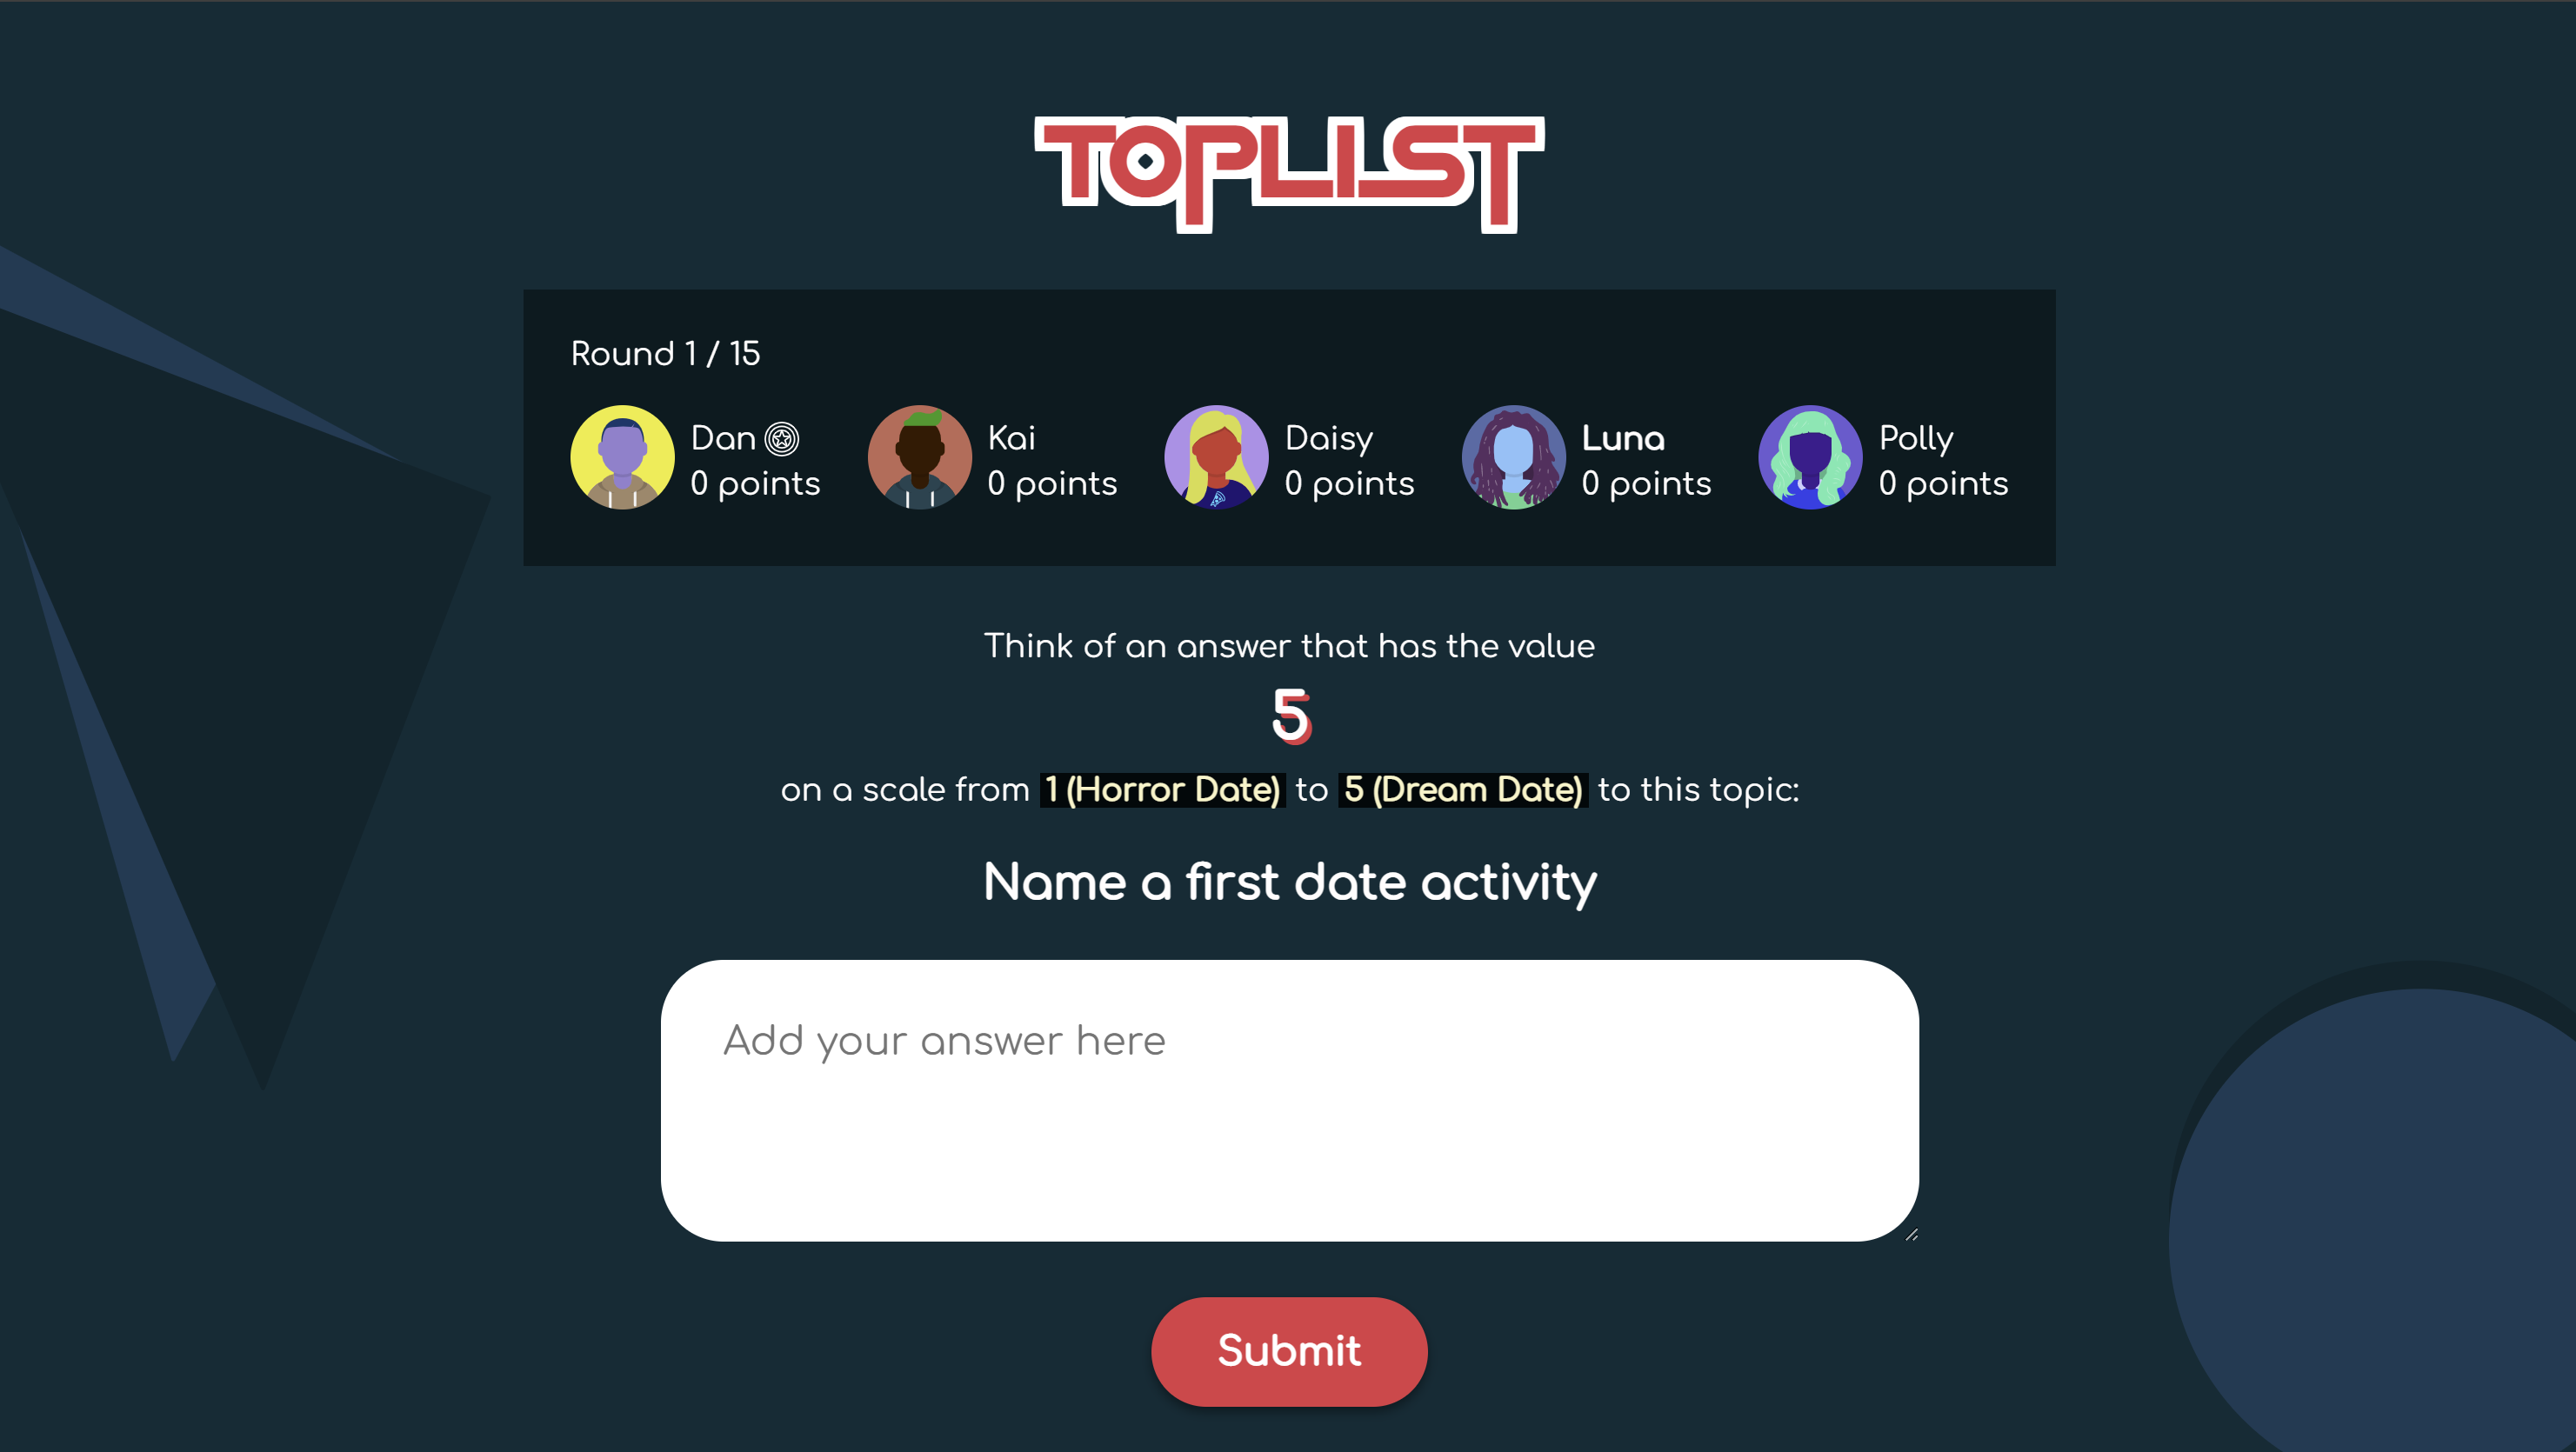 TOPLIST
Round 1 / 15
Dan
0 points
Kai
0 points
Daisy
0 points
Luna
0 points
Polly
0 points
Think of an answer that has the value
5
on a scale from 1 (Horror Date) to 5 (Dream Date) to this topic:
Name a first date activity
Add your answer here
Submit